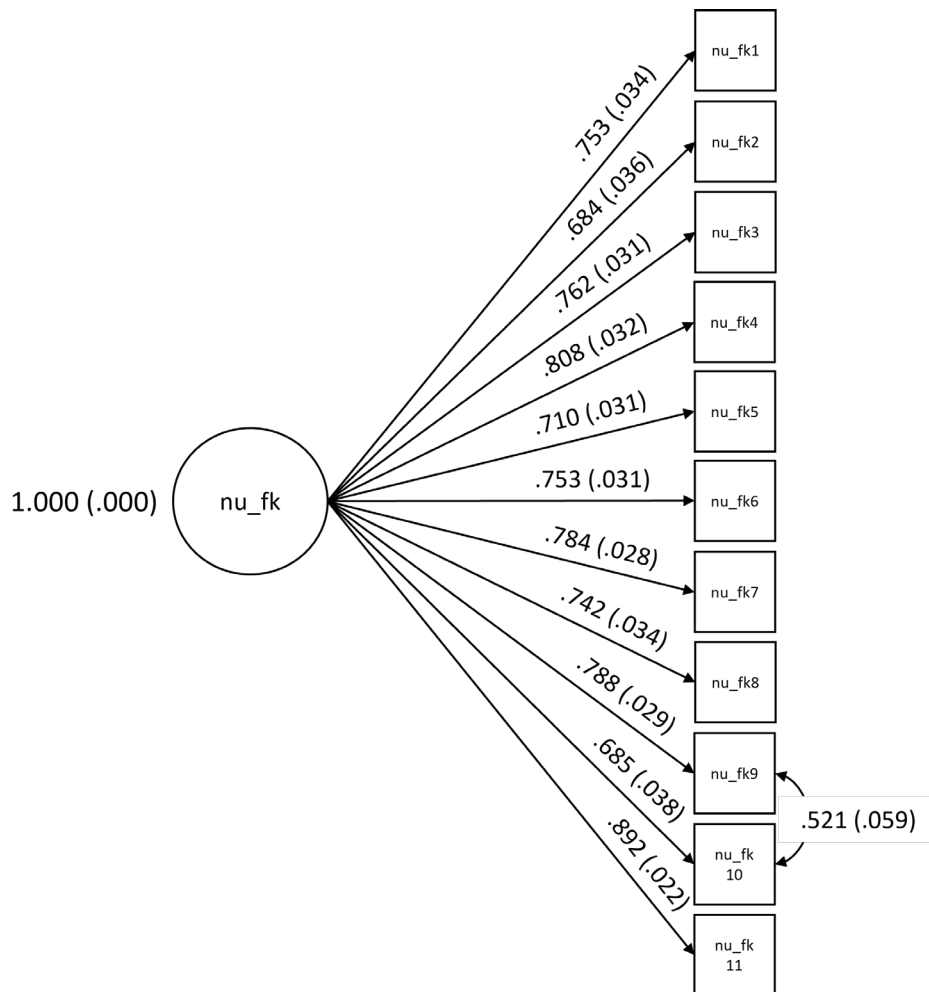 nu_fk1
.753 (.034)
nu_fk2
.684 (.036)
nu_fk3
.762 (.031)
nu_fk4
.808 (.032)
nu_fk5
.710 (.031)
1.000 (.000)
nu_fk
.753 (.031)
nu_fk6
.784 (.028)
nu_fk7
.742 (.034)
nu_fk8
.788 (.029)
nu_fk9
.685 (.038)
.521 (.059)
nu_fk
10
.892 (.022)
nu_fk
11